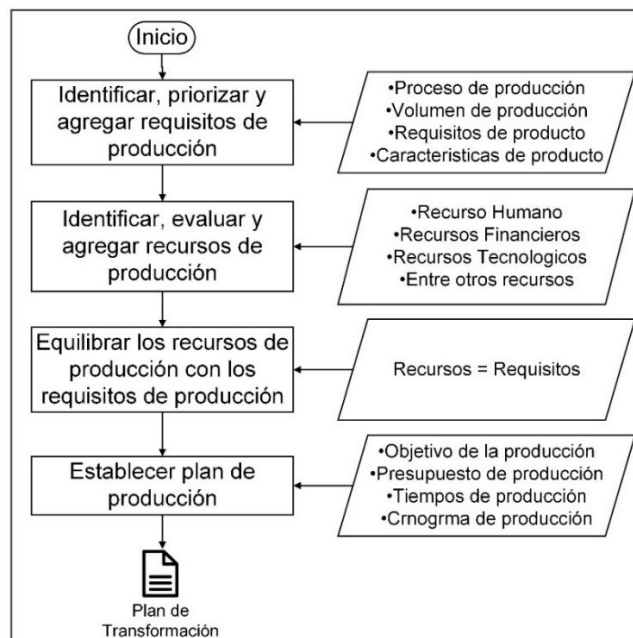 Inicio
Identificar, priorizar y
agregar requisitos de
producción
•Proceso de producción
•Volumen de producción
•Requisitos de producto
•Caracteristicas de producto
Identificar, evaluar y
agregar recursos de
producción
•Recurso Humano
•Recursos Financieros
•Recursos Tecnologicos
•Entre otros recursos
Equilibrar los recursos de
producción con los
requisitos de producción
Recursos = Requisitos
Establecer plan de
producción
•Objetivo de la producción
•Presupuesto de producción
•Tiempos de producción
•Crnogrma de producción
Plan de
Transformación